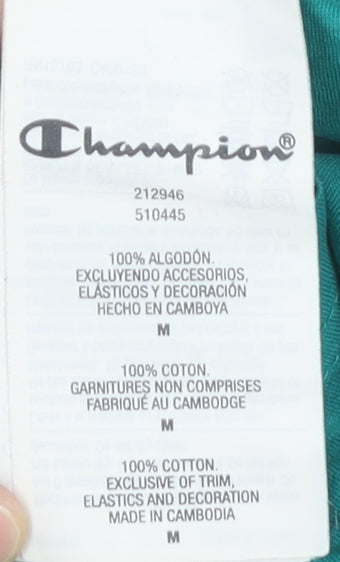 Champion®
212946
510445
100% ALGODÓN.
EXCLUYENDO ACCESORIOS,
ELÁSTICOS Y DECORACIÓN
HECHO EN CAMBOYA
M
100% COTON.
GARNITURES NON COMPRISES
FABRIQUÉ AU CAMBODGE
M
100% COTTON.
EXCLUSIVE OF TRIM,
ELASTICS AND DECORATION
MADE IN CAMBODIA
M